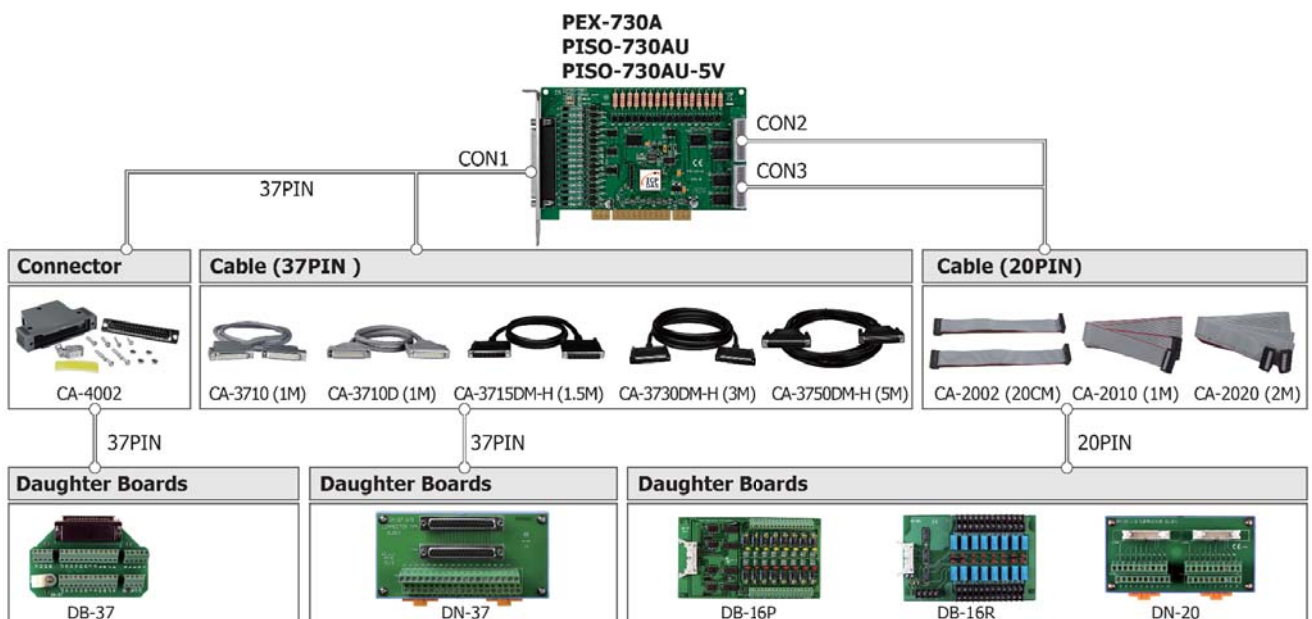 PEX-730A
PISO-730AU
PISO-730AU-5V
CON1
CON2
CON3
37PIN
ICP
DAS
Connector
CA-4002
Cable (37PIN )
CA-3710 (1M) CA-3710D (1M) CA-3715DM-H (1.5M) CA-3730DM-H (3M) CA-3750DM-H (5M)
Cable (20PIN)
CA-2002 (20CM) CA-2010 (1M) CA-2020 (2M)
37PIN
37PIN
20PIN
Daughter Boards
DB-37
Daughter Boards
DN-37
Daughter Boards
DB-16P DB-16R DN-20